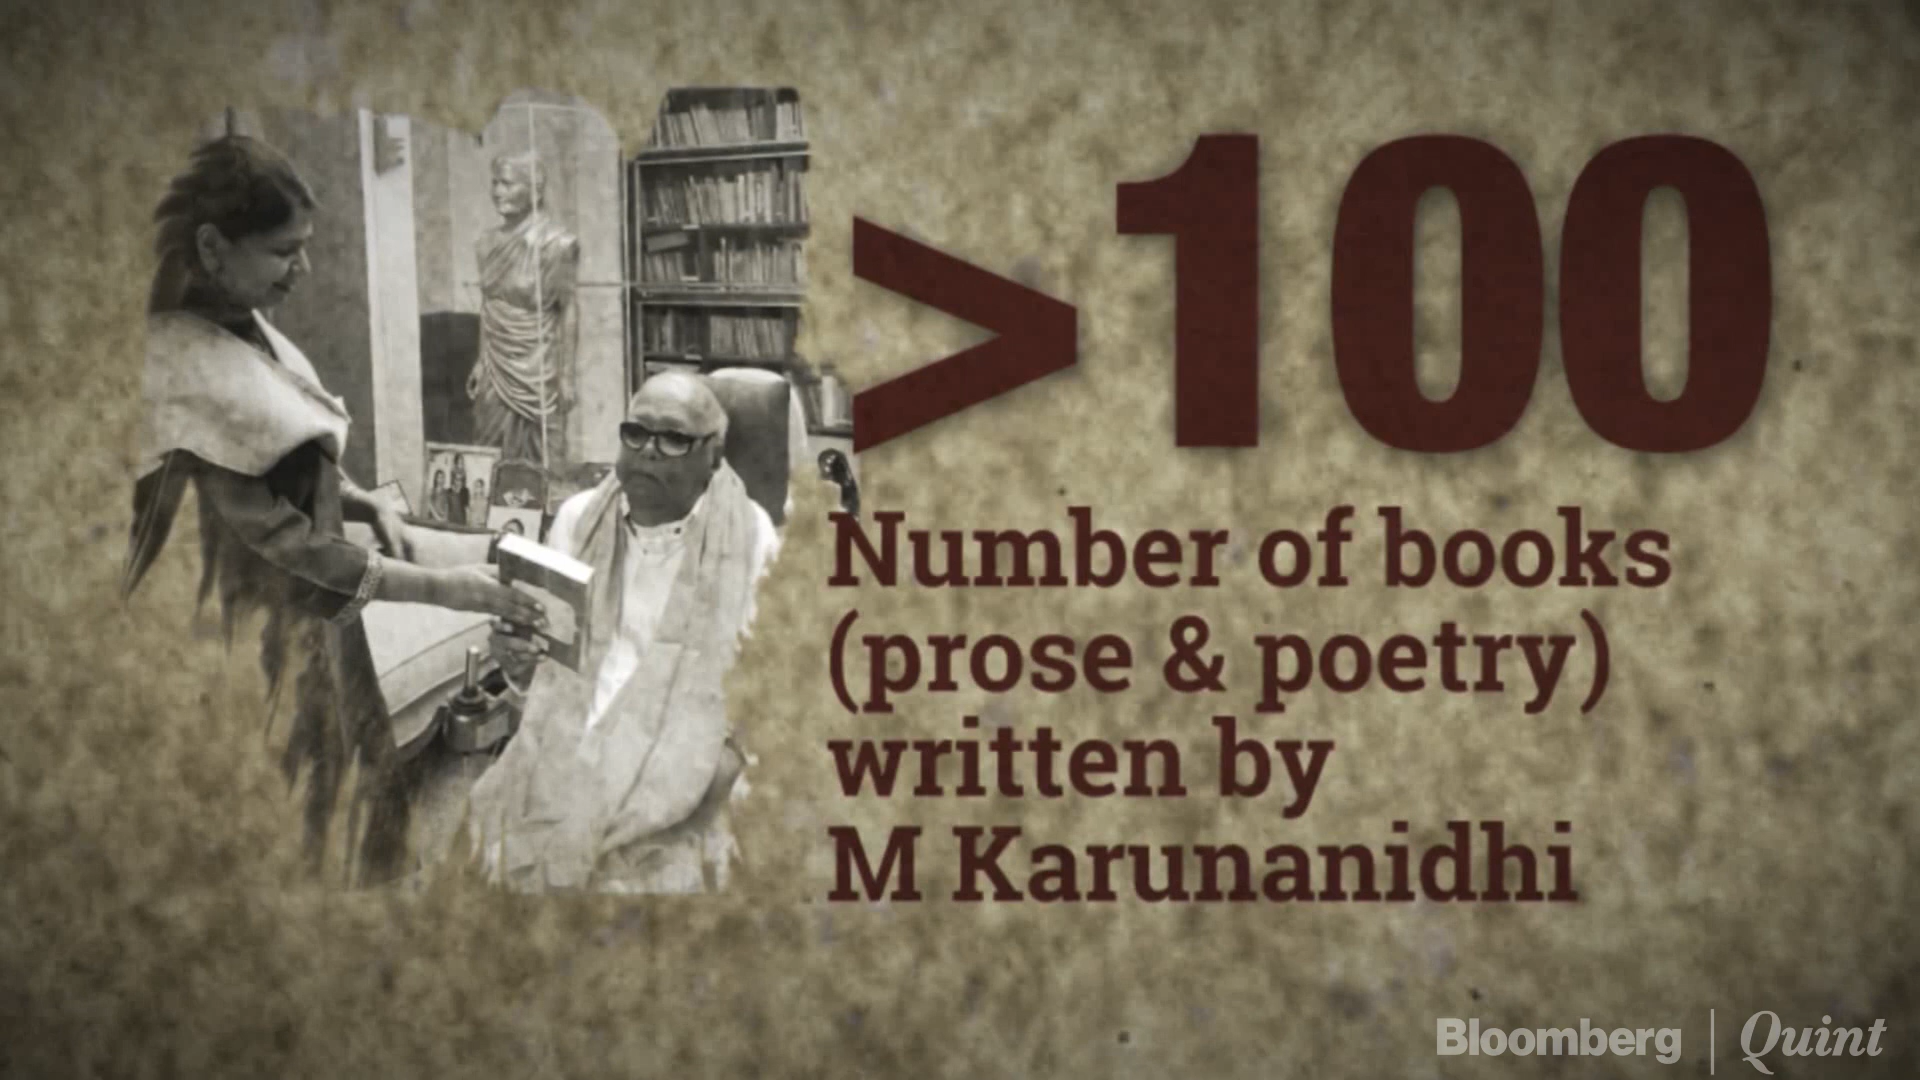 >100
Number of books
(prose & poetry)
written by
M Karunanidhi
Bloomberg | Quint